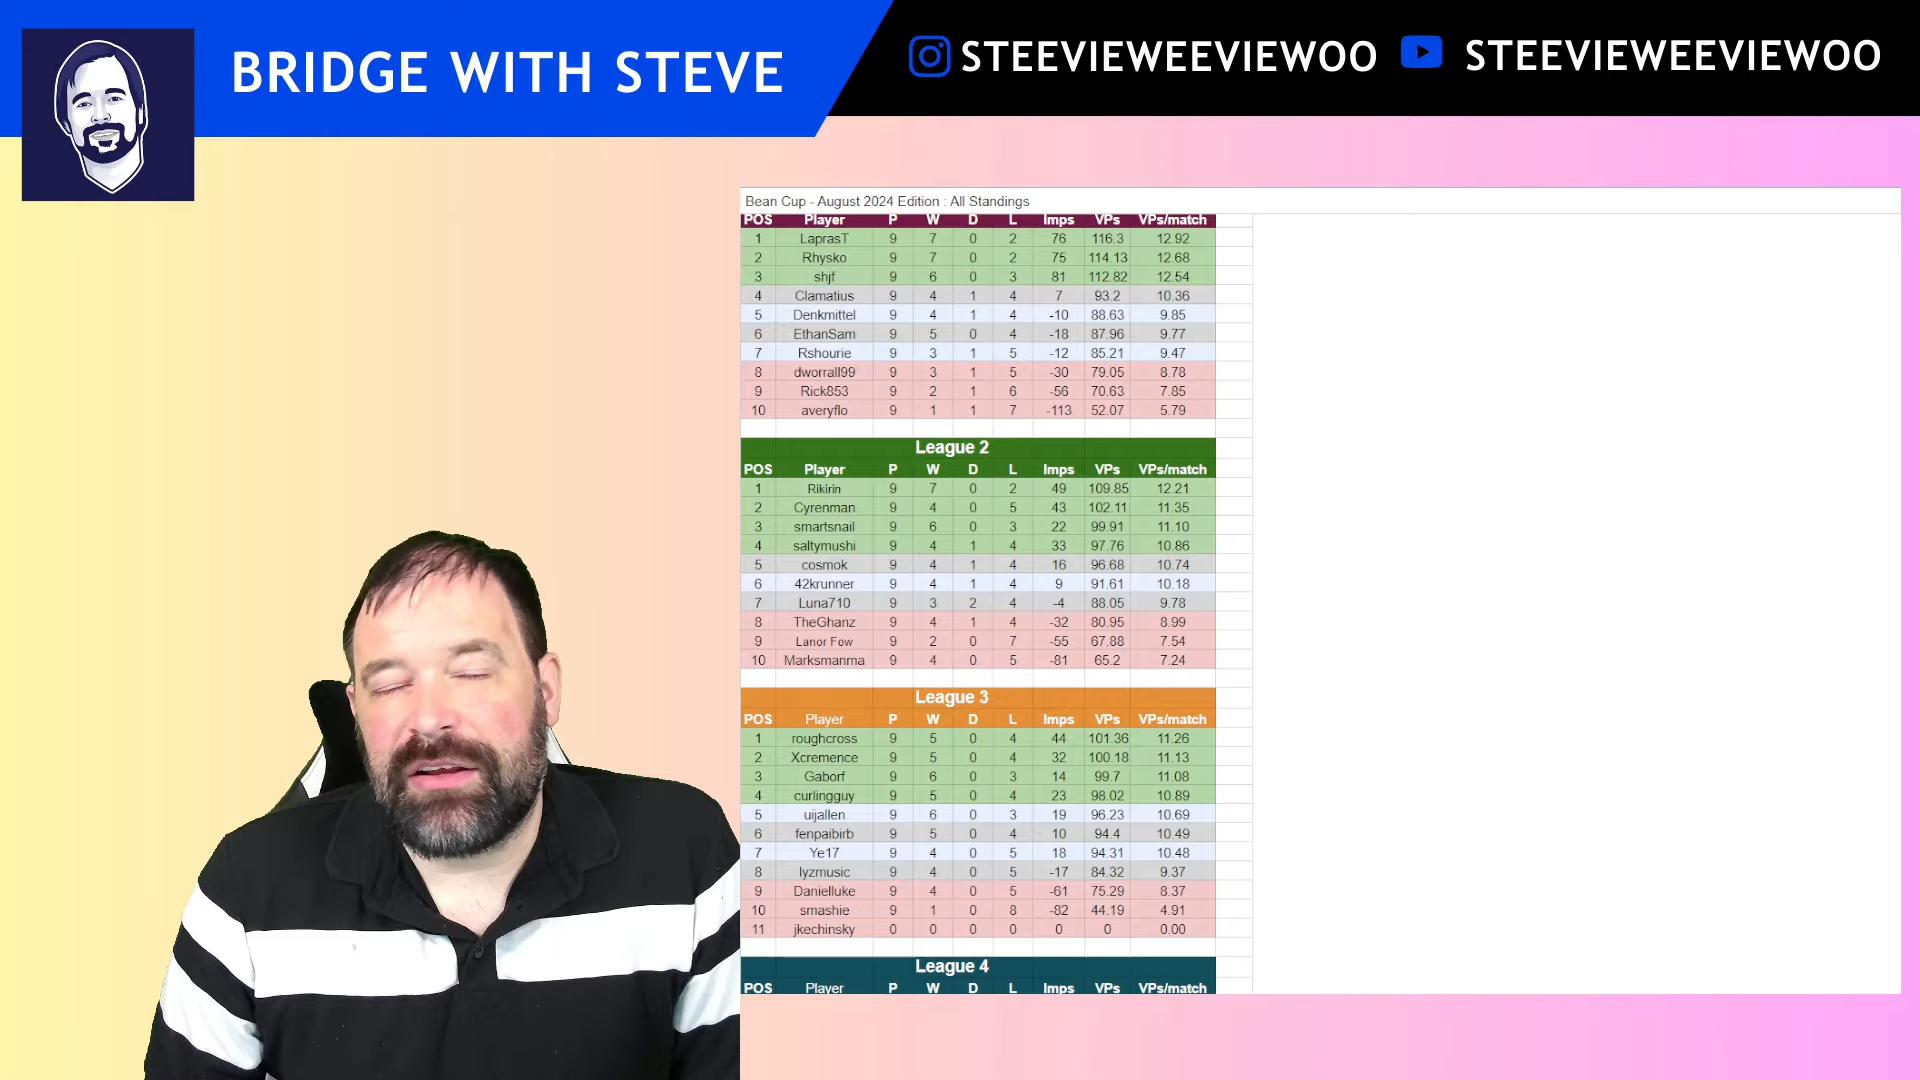 BRIDGE WITH STEVE
STEEVIEWEEVIEWOO STEEVIEWEEVIEWOO
Bean Cup - August 2024 Edition : All Standings
POS Player P W D L Imps VPs VPs/match
1 LaprasT 9 7 0 2 76 116.3 12.92
2 Rhysko 9 7 0 2 75 114.13 12.68
3 shjf 9 6 0 3 81 112.82 12.54
4 Clamatius 9 4 1 4 7 93.2 10.36
5 Denkmittel 9 4 1 4 -10 88.63 9.85
6 EthanSam 9 5 0 4 -18 87.96 9.77
7 Rshourie 9 3 1 5 -12 85.21 9.47
8 dworrall99 9 3 1 5 -30 79.05 8.78
9 Rick853 9 2 1 6 -56 70.63 7.85
10 averyflo 9 1 1 7 -113 52.07 5.79
League 2
POS Player P W D L Imps VPs VPs/match
1 Rikirin 9 7 0 2 49 109.85 12.21
2 Cyrenman 9 4 0 5 43 102.11 11.35
3 smartsnail 9 6 0 3 22 99.91 11.10
4 saltymushi 9 4 1 4 33 97.76 10.86
5 cosmok 9 4 1 4 16 96.68 10.74
6 42krunner 9 4 1 4 9 91.61 10.18
7 Luna710 9 3 2 4 -4 88.05 9.78
8 TheGhanz 9 4 1 4 -32 80.95 8.99
9 Lanor Fow 9 2 0 7 -55 67.88 7.54
10 Marksmanma 9 4 0 5 -81 65.2 7.24
League 3
POS Player P W D L Imps VPs VPs/match
1 roughcross 9 5 0 4 44 101.36 11.26
2 Xcremence 9 5 0 4 32 100.18 11.13
3 Gaborf 9 6 0 3 14 99.7 11.08
4 curlingguy 9 5 0 4 23 98.02 10.89
5 uijallen 9 6 0 3 19 96.23 10.69
6 fenpaibirb 9 5 0 4 10 94.4 10.49
7 Ye17 9 4 0 5 18 94.31 10.48
8 lyzmusic 9 4 0 5 -17 84.32 9.37
9 Danielluke 9 4 0 5 -61 75.29 8.37
10 smashie 9 1 0 8 -82 44.19 4.91
11 jkechinsky 0 0 0 0 0 0 0.00
League 4
POS Player P W D L Imps VPs VPs/match